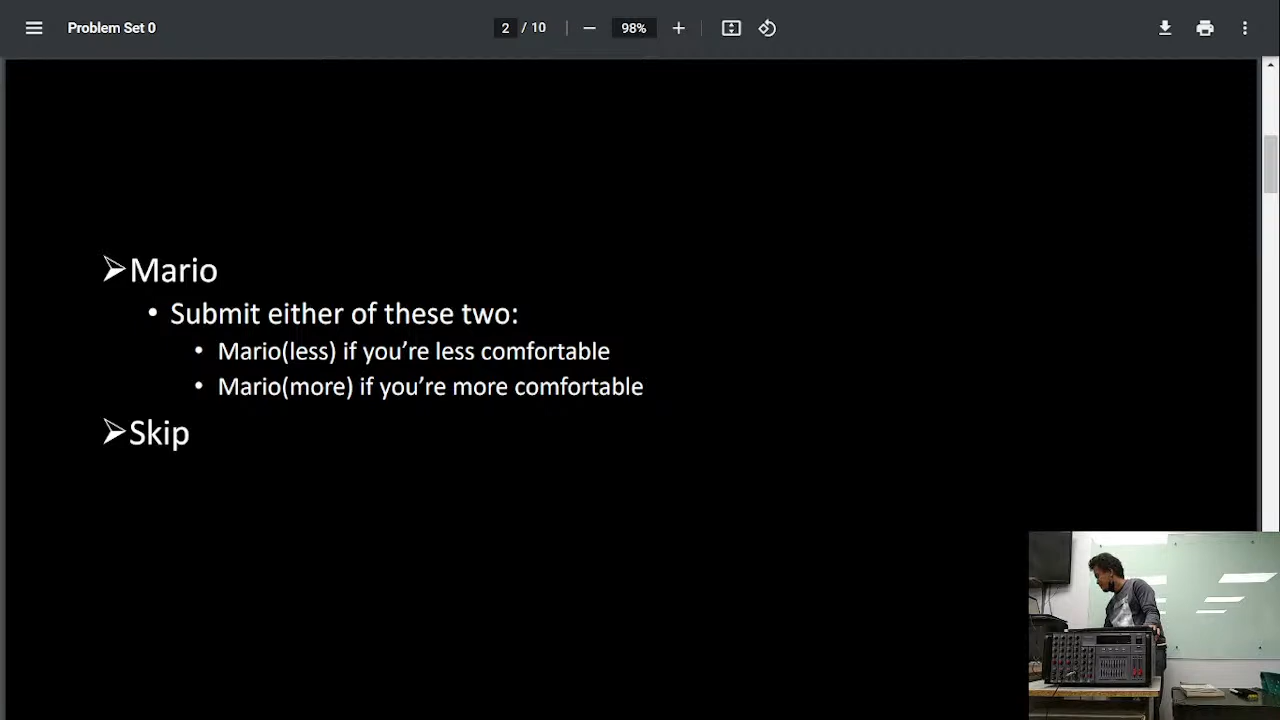 Problem Set 0
2 / 10
98%
➢Mario
• Submit either of these two:
• Mario(less) if you’re less comfortable
• Mario(more) if you’re more comfortable
➢Skip